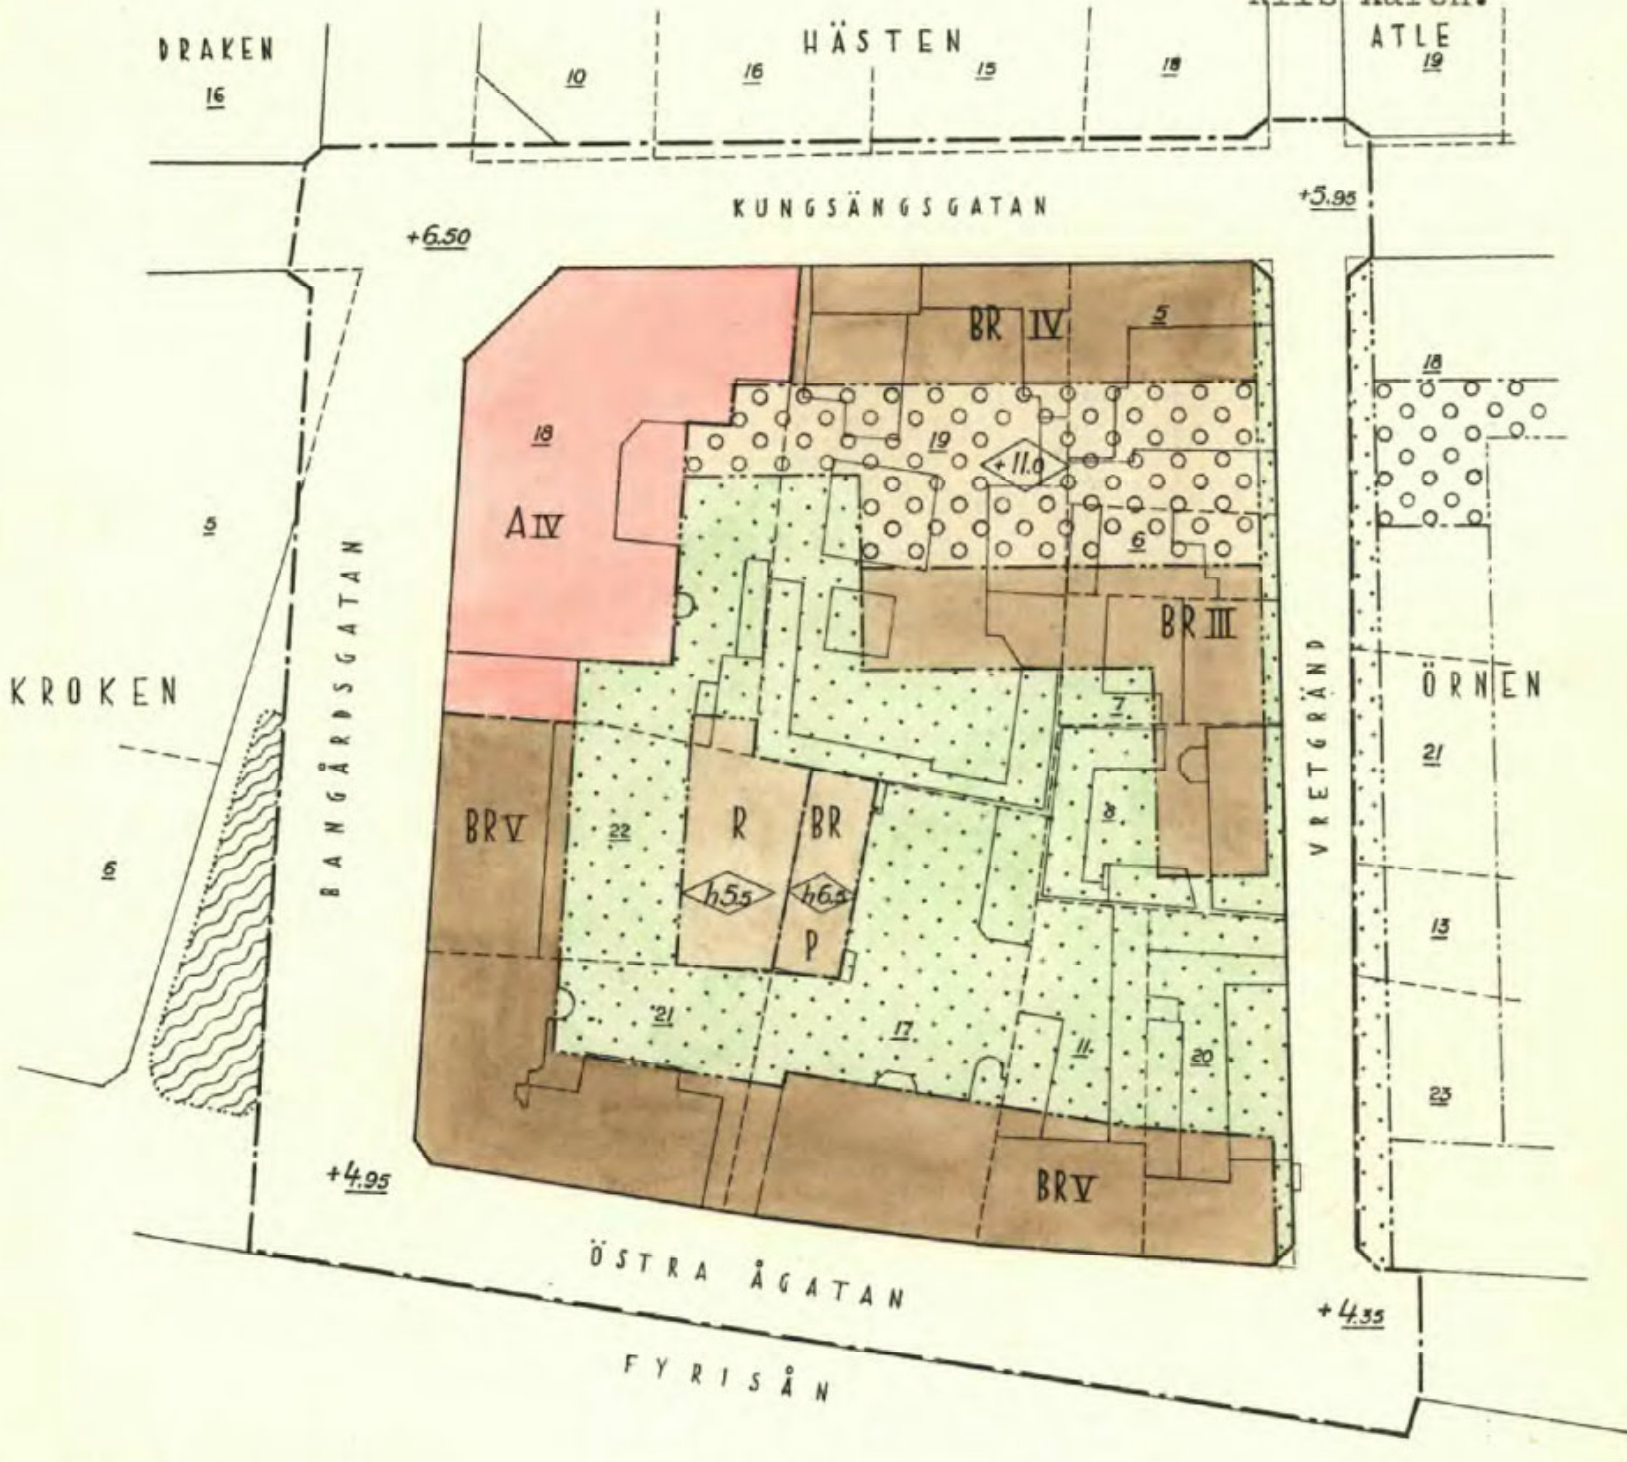 DRAKEN
16
10
16
HÄSTEN
15
18
ATLE
19
KUNGSÄNGSGATAN
+6.50
+5.95
BR IV
5
18
A IV
19
+11.0
6
BR III
18
5
KROKEN
6
BANGÅRDSGATAN
VRETGRÄND
ÖRNEN
21
13
23
7
8
BR V
22
R
h5.5
BR
h6.5
P
21
17
11.
20
BR V
+4.95
+4.35
ÖSTRA ÅGATAN
FYRISÅN